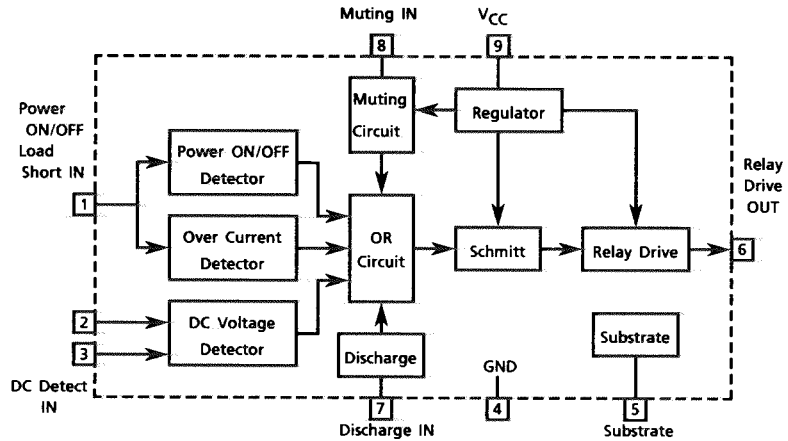 Muting IN
VCC
8
9
Power
ON/OFF
Load
Short IN
Muting
Circuit
Regulator
Power ON/OFF
Detector
Relay
Drive
OUT
1
Over Current
Detector
OR
Circuit
Schmitt
Relay Drive
6
2
3
DC Voltage
Detector
Discharge
Substrate
GND
DC Detect
IN
7
4
5
Discharge IN
Substrate